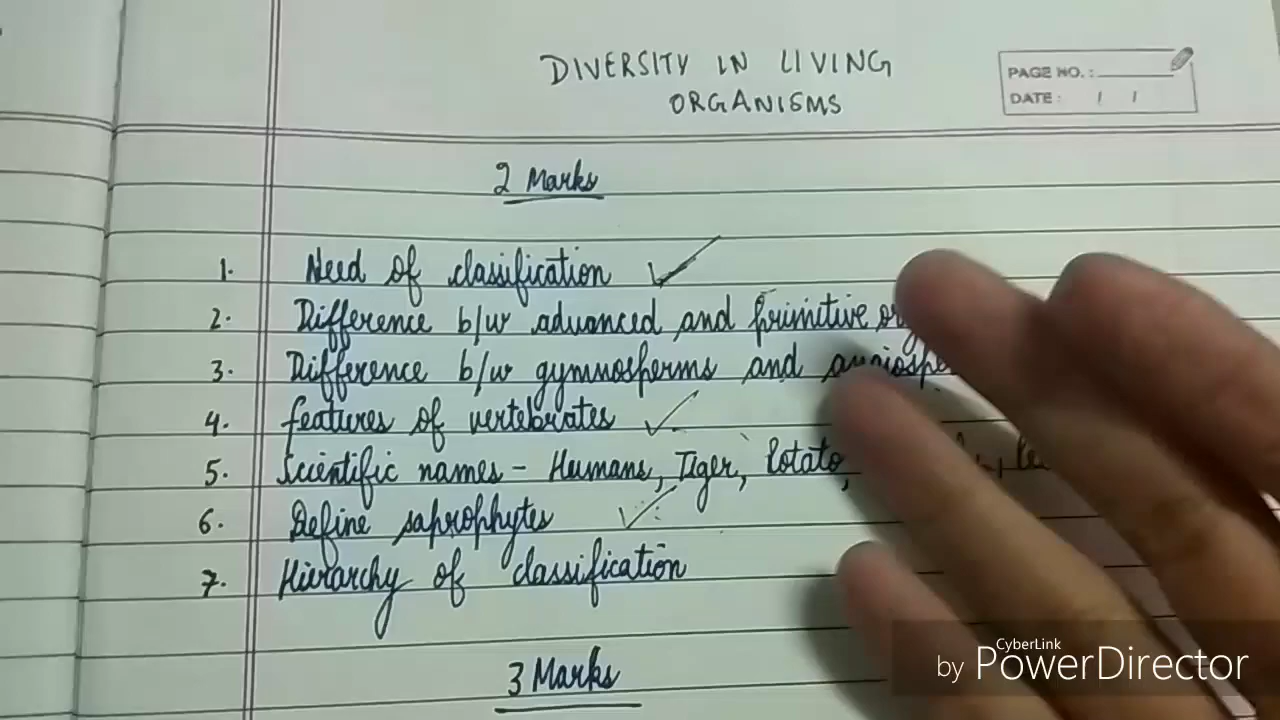 DIVERSITY IN LIVING
ORGANISMS
PAGE NO. :
DATE : / /
2 Marks
1. Need of classification
2. Difference b/w advanced and primitive
3. Difference b/w gymnosperms and
4. features of vertebrates
5. Scientific names - Humans, Tiger, Potato,
6. Define saprophytes
7. Hierarchy of classification
3 Marks
CyberLink
by PowerDirector